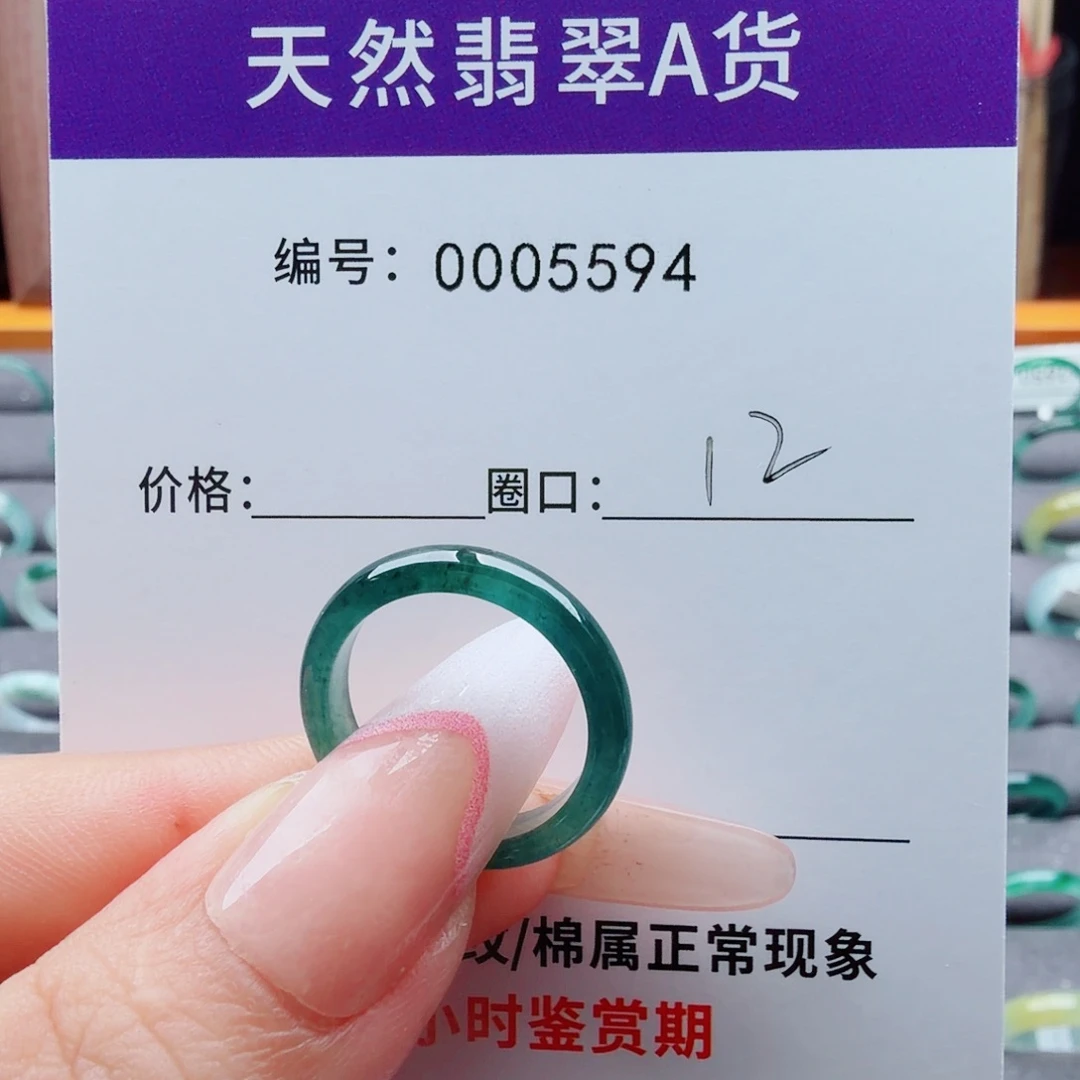 天然翡翠A货
编号：0005594
价格： 圈口：12
纹/棉属正常现象
小时鉴赏期